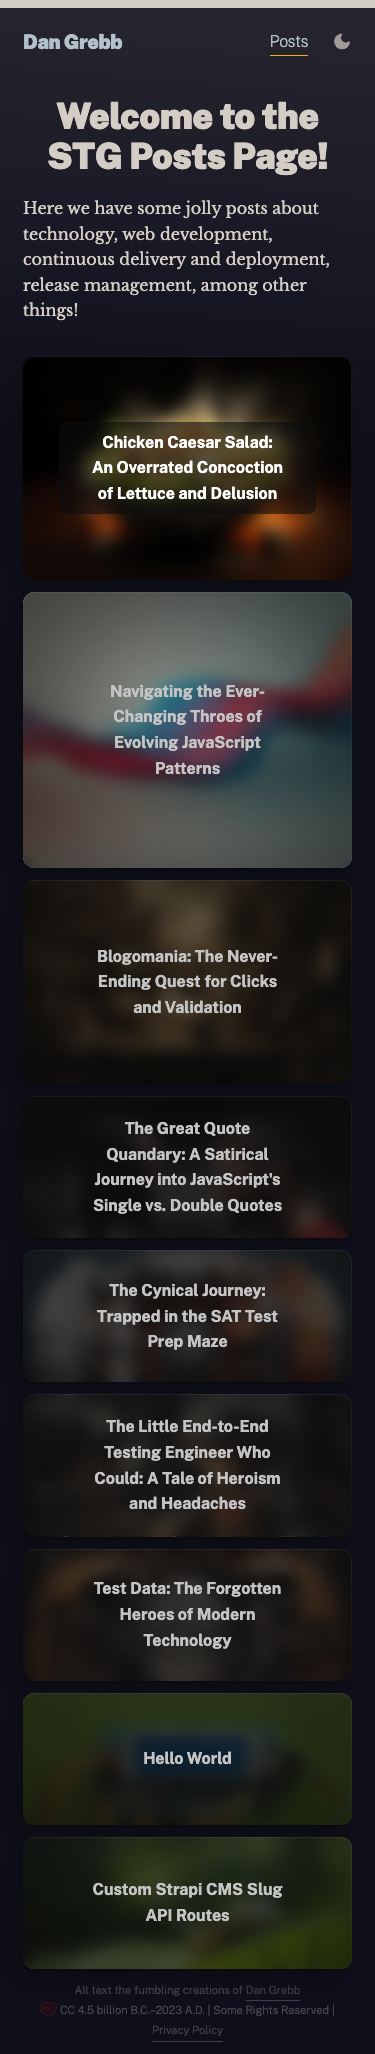 Dan Grebb
Posts
Welcome to the
STG Posts Page!
Here we have some jolly posts about
technology, web development,
continuous delivery and deployment,
release management, among other
things!
Chicken Caesar Salad:
An Overrated Concoction
of Lettuce and Delusion
Navigating the Ever-
Changing Throes of
Evolving JavaScript
Patterns
Blogomania: The Never-
Ending Quest for Clicks
and Validation
The Great Quote
Quandary: A Satirical
Journey into JavaScript's
Single vs. Double Quotes
The Cynical Journey:
Trapped in the SAT Test
Prep Maze
The Little End-to-End
Testing Engineer Who
Could: A Tale of Heroism
and Headaches
Test Data: The Forgotten
Heroes of Modern
Technology
Hello World
Custom Strapi CMS Slug
API Routes
All text the fumbling creations of Dan Grebb
CC 4.5 billion B.C.–2023 A.D. | Some Rights Reserved |
Privacy Policy